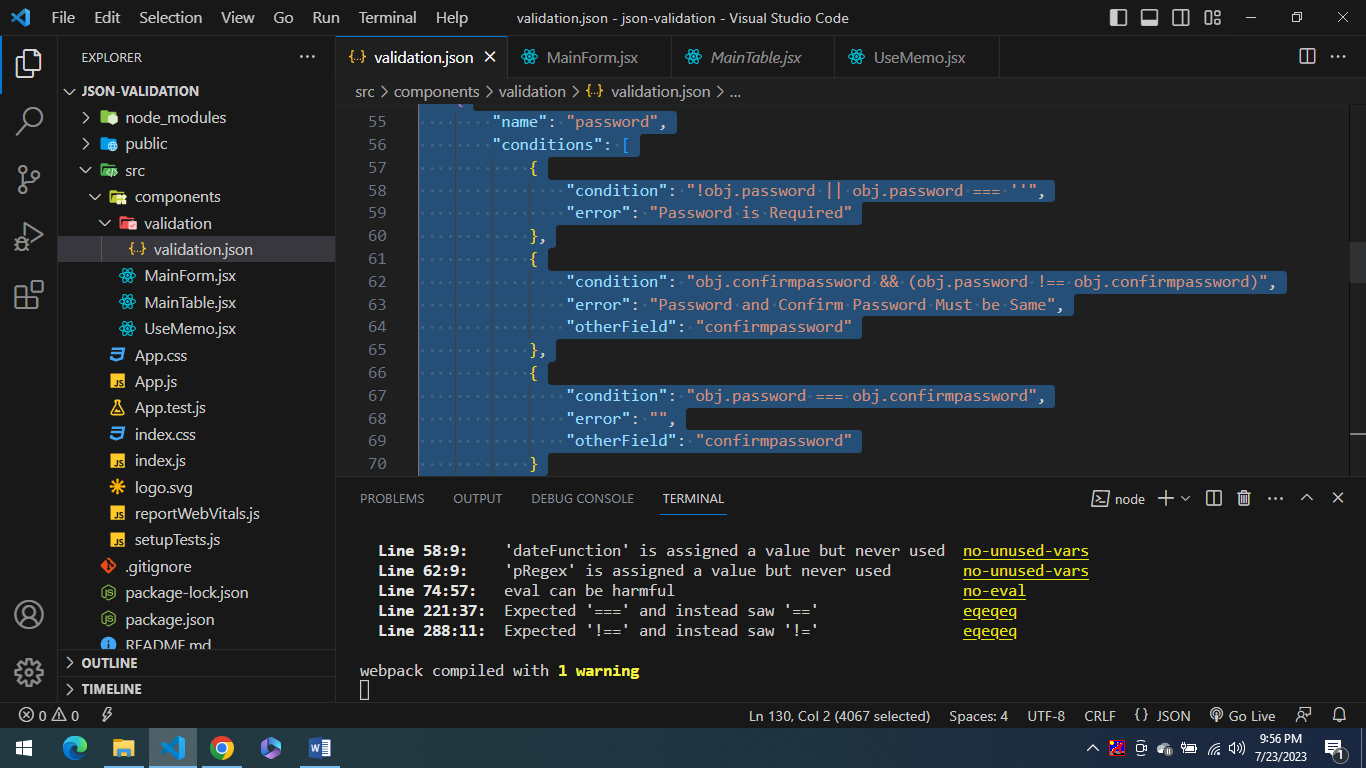 File Edit Selection View Go Run Terminal Help validation.json - json-validation - Visual Studio Code
EXPLORER
JSON-VALIDATION
node_modules
public
src
components
validation
validation.json
MainForm.jsx
MainTable.jsx
UseMemo.jsx
App.css
App.js
App.test.js
index.css
index.js
logo.svg
reportWebVitals.js
setupTests.js
.gitignore
package-lock.json
package.json
README.md
OUTLINE
TIMELINE
validation.json MainForm.jsx MainTable.jsx UseMemo.jsx
src > components > validation > {..} validation.json > ...
55 "name": "password",
56 "conditions": [
57 {
58 "condition": "!obj.password || obj.password === ''",
59 "error": "Password is Required"
60 },
61 {
62 "condition": "obj.confirmpassword && (obj.password !== obj.confirmpassword)",
63 "error": "Password and Confirm Password Must be Same",
64 "otherField": "confirmpassword"
65 },
66 {
67 "condition": "obj.password === obj.confirmpassword",
68 "error": "",
69 "otherField": "confirmpassword"
70 }
PROBLEMS OUTPUT DEBUG CONSOLE TERMINAL node
Line 58:9: 'dateFunction' is assigned a value but never used no-unused-vars
Line 62:9: 'pRegex' is assigned a value but never used no-unused-vars
Line 74:57: eval can be harmful no-eval
Line 221:37: Expected '===' and instead saw '==' eqeqeq
Line 288:11: Expected '!==' and instead saw '!=' eqeqeq
webpack compiled with 1 warning
0 0 Ln 130, Col 2 (4067 selected) Spaces: 4 UTF-8 CRLF {} JSON Go Live
9:56 PM
7/23/2023
1